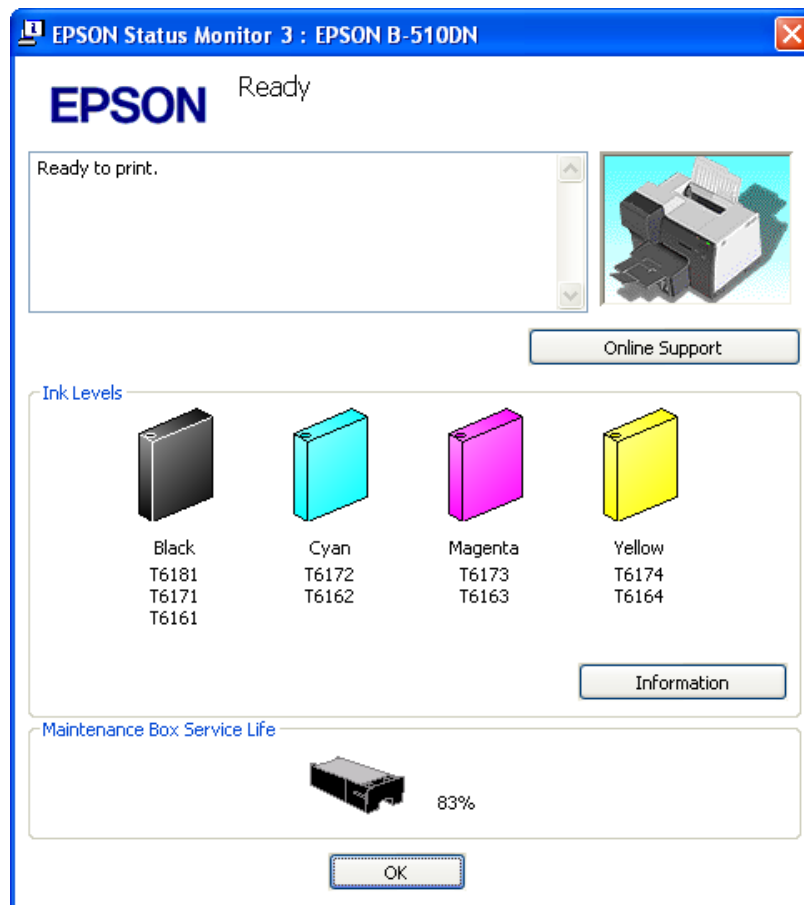 EPSON Status Monitor 3 : EPSON B-510DN
EPSON
Ready
Ready to print.
Online Support
Ink Levels
Black
Cyan
Magenta
Yellow
T6181
T6172
T6173
T6174
T6171
T6162
T6163
T6164
T6161
Information
Maintenance Box Service Life
83%
OK